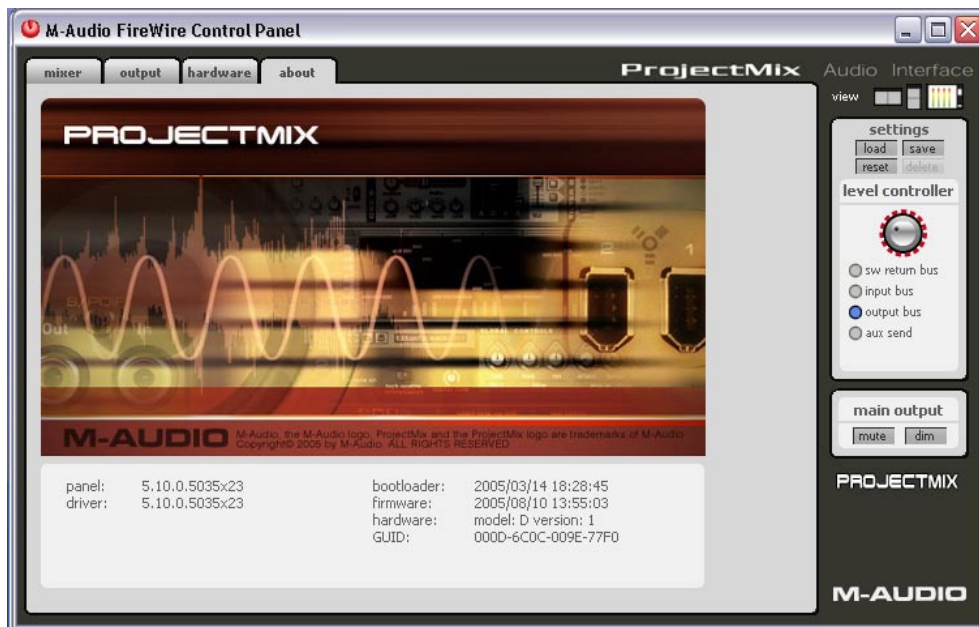 M-Audio FireWire Control Panel
mixer output hardware about
ProjectMix Audio Interface
view
PROJECTMIX
Out In
2 1
M-AUDIO
M-Audio, the M-Audio logo, ProjectMix and the ProjectMix logo are trademarks of M-Audio
Copyright© 2005 by M-Audio. ALL RIGHTS RESERVED
panel: 5.10.0.5035x23
driver: 5.10.0.5035x23
bootloader: 2005/03/14 18:28:45
firmware: 2005/08/10 13:55:03
hardware: model: D version: 1
GUID: 000D-6C0C-009E-77F0
settings
load save
reset delete
level controller
sw return bus
input bus
output bus
aux send
main output
mute dim
PROJECTMIX
M-AUDIO